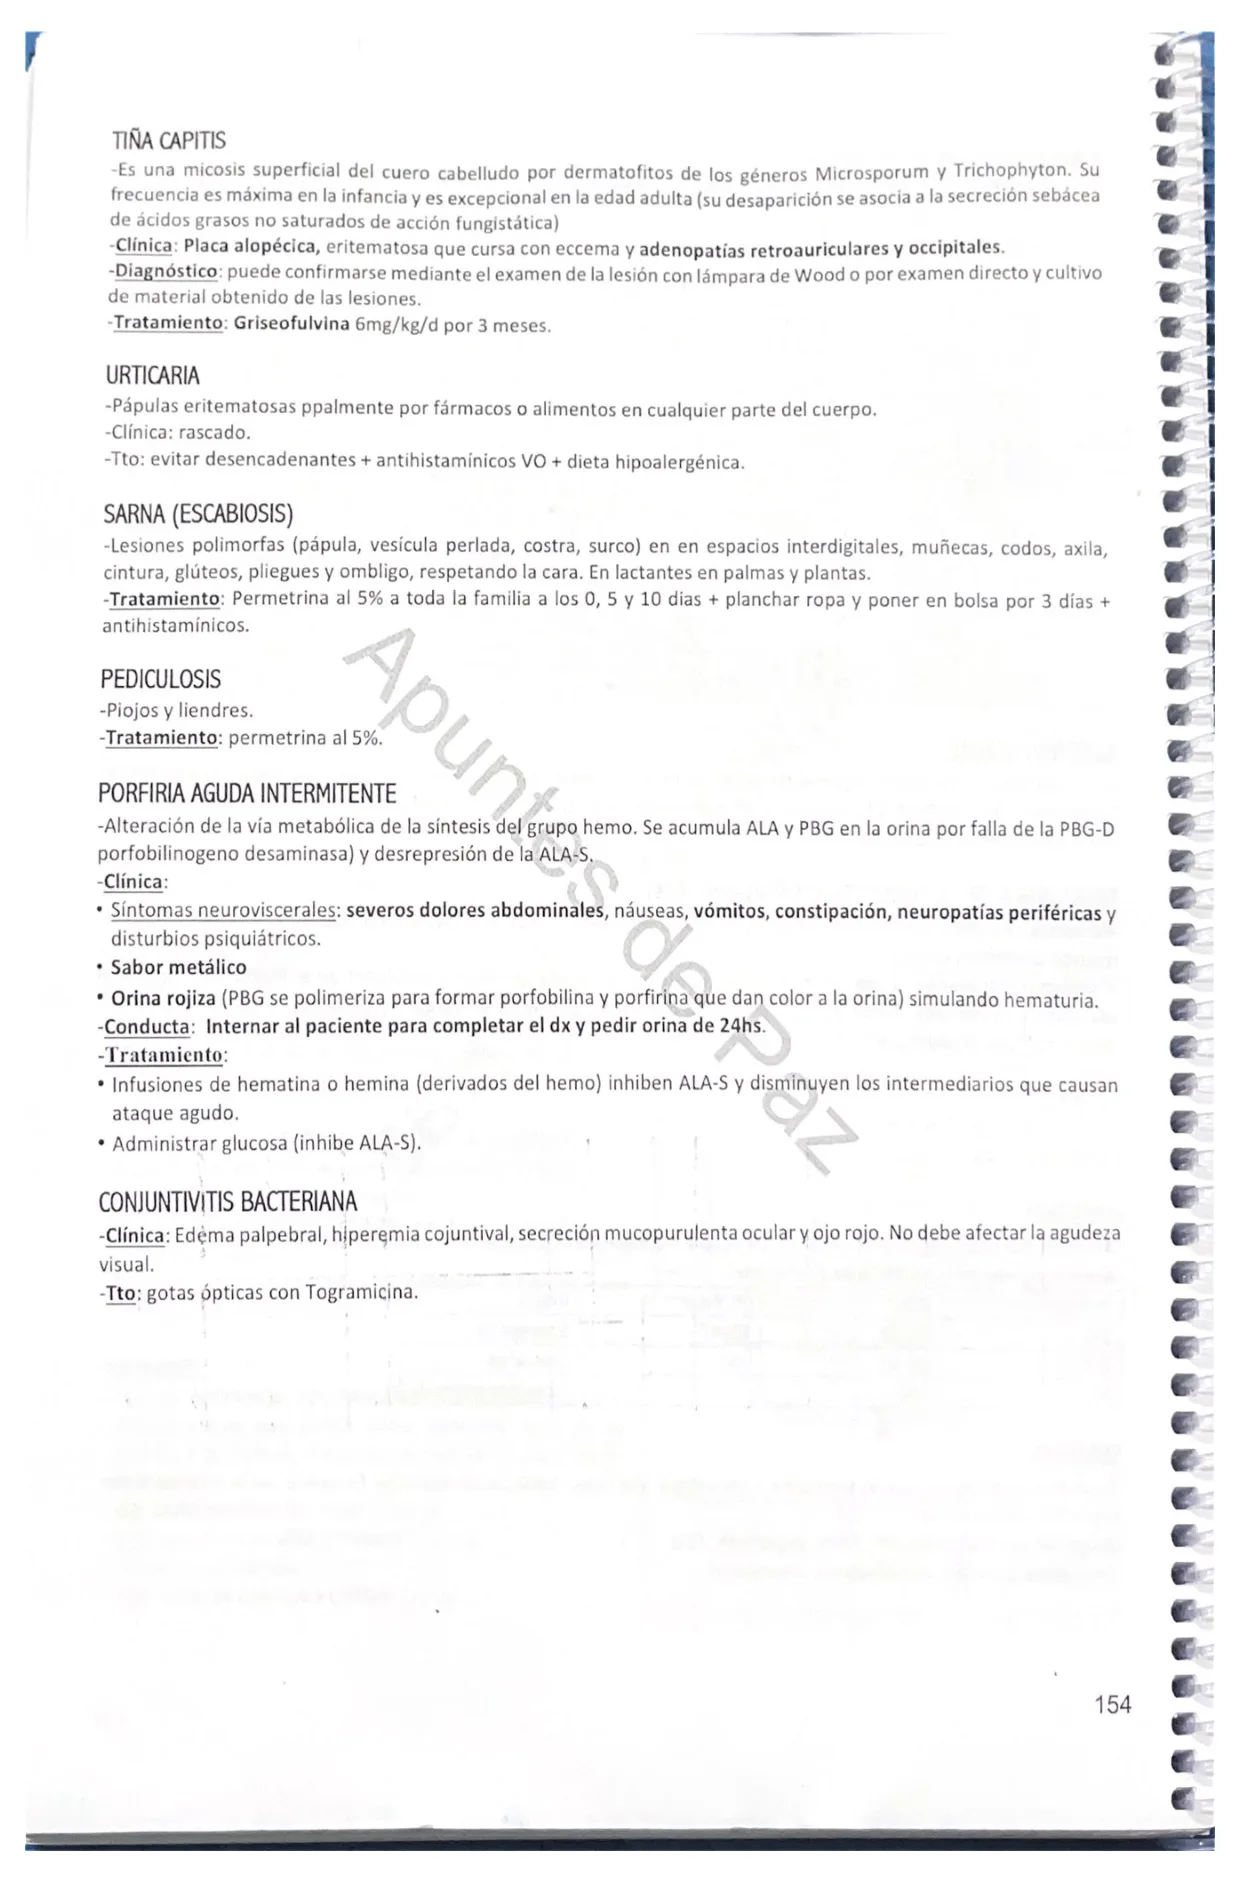 TIÑA CAPITIS
-Es una micosis superficial del cuero cabelludo por dermatofitos de los géneros Microsporum y Trichophyton. Su
frecuencia es máxima en la infancia y es excepcional en la edad adulta (su desaparición se asocia a la secreción sebácea
de ácidos grasos no saturados de acción fungistática)
-Clínica: Placa alopécica, eritematosa que cursa con eccema y adenopatías retroauriculares y occipitales.
-Diagnóstico: puede confirmarse mediante el examen de la lesión con lámpara de Wood o por examen directo y cultivo
de material obtenido de las lesiones.
-Tratamiento: Griseofulvina 6mg/kg/d por 3 meses.
URTICARIA
-Pápulas eritematosas ppalmente por fármacos o alimentos en cualquier parte del cuerpo.
-Clínica: rascado.
-Tto: evitar desencadenantes + antihistamínicos VO + dieta hipoalergénica.
SARNA (ESCABIOSIS)
-Lesiones polimorfas (pápula, vesícula perlada, costra, surco) en en espacios interdigitales, muñecas, codos, axila,
cintura, glúteos, pliegues y ombligo, respetando la cara. En lactantes en palmas y plantas.
-Tratamiento: Permetrina al 5% a toda la familia a los 0, 5 y 10 dias + planchar ropa y poner en bolsa por 3 días +
antihistamínicos.
PEDICULOSIS
-Piojos y liendres.
-Tratamiento: permetrina al 5%.
PORFIRIA AGUDA INTERMITENTE
-Alteración de la vía metabólica de la síntesis del grupo hemo. Se acumula ALA y PBG en la orina por falla de la PBG-D
porfobilinogeno desaminasa) y desrepresión de la ALA-S.
-Clínica:
• Síntomas neuroviscerales: severos dolores abdominales, náuseas, vómitos, constipación, neuropatías periféricas y
disturbios psiquiátricos.
• Sabor metálico
• Orina rojiza (PBG se polimeriza para formar porfobilina y porfirina que dan color a la orina) simulando hematuria.
-Conducta: Internar al paciente para completar el dx y pedir orina de 24hs.
-Tratamiento:
• Infusiones de hematina o hemina (derivados del hemo) inhiben ALA-S y disminuyen los intermediarios que causan
ataque agudo.
• Administrar glucosa (inhibe ALA-S).
CONJUNTIVITIS BACTERIANA
-Clínica: Edema palpebral, hiperemia cojuntival, secreción mucopurulenta ocular y ojo rojo. No debe afectar la agudeza
visual.
-Tto: gotas ópticas con Togramicina.
Apuntes de Paz
154